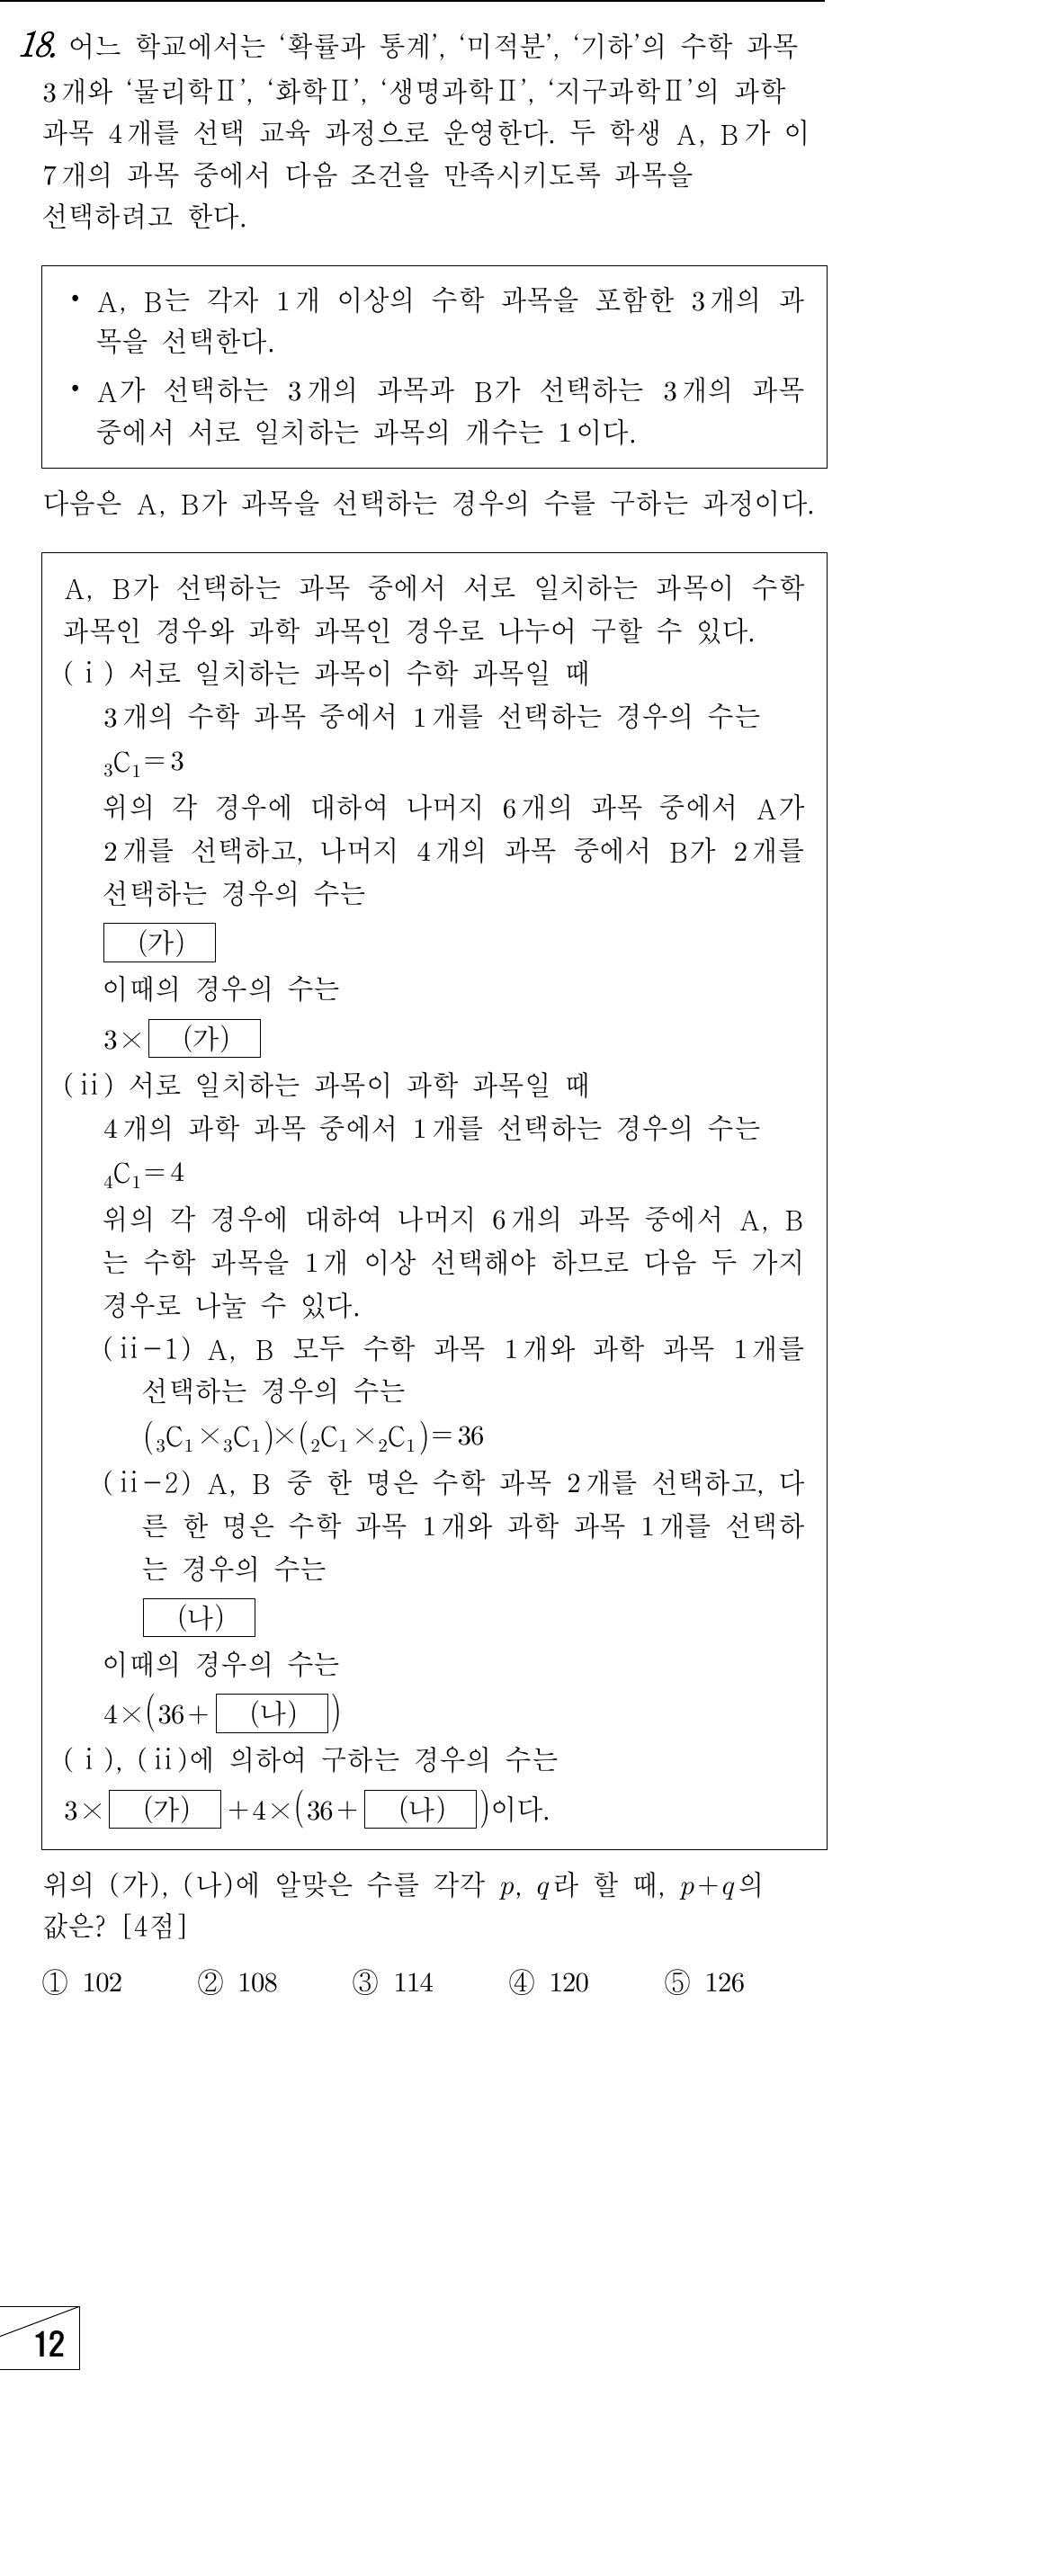 18. 어느 학교에서는 ‘확률과 통계’, ‘미적분’, ‘기하’의 수학 과목
3개와 ‘물리학Ⅱ’, ‘화학Ⅱ’, ‘생명과학Ⅱ’, ‘지구과학Ⅱ’의 과학
과목 4개를 선택 교육 과정으로 운영한다. 두 학생 A, B가 이
7개의 과목 중에서 다음 조건을 만족시키도록 과목을
선택하려고 한다.
• A, B는 각자 1개 이상의 수학 과목을 포함한 3개의 과
목을 선택한다.
• A가 선택하는 3개의 과목과 B가 선택하는 3개의 과목
중에서 서로 일치하는 과목의 개수는 1이다.
다음은 A, B가 과목을 선택하는 경우의 수를 구하는 과정이다.
A, B가 선택하는 과목 중에서 서로 일치하는 과목이 수학
과목인 경우와 과학 과목인 경우로 나누어 구할 수 있다.
(ⅰ) 서로 일치하는 과목이 수학 과목일 때
3개의 수학 과목 중에서 1개를 선택하는 경우의 수는
₃C₁=3
위의 각 경우에 대하여 나머지 6개의 과목 중에서 A가
2개를 선택하고, 나머지 4개의 과목 중에서 B가 2개를
선택하는 경우의 수는
(가)
이때의 경우의 수는
3×(가)
(ⅱ) 서로 일치하는 과목이 과학 과목일 때
4개의 과학 과목 중에서 1개를 선택하는 경우의 수는
₄C₁=4
위의 각 경우에 대하여 나머지 6개의 과목 중에서 A, B
는 수학 과목을 1개 이상 선택해야 하므로 다음 두 가지
경우로 나눌 수 있다.
(ⅱ-1) A, B 모두 수학 과목 1개와 과학 과목 1개를
선택하는 경우의 수는
(₃C₁×₃C₁)×(₂C₁×₂C₁)=36
(ⅱ-2) A, B 중 한 명은 수학 과목 2개를 선택하고, 다
른 한 명은 수학 과목 1개와 과학 과목 1개를 선택하
는 경우의 수는
(나)
이때의 경우의 수는
4×(36+(나))
(ⅰ), (ⅱ)에 의하여 구하는 경우의 수는
3×(가)+4×(36+(나))이다.
위의 (가), (나)에 알맞은 수를 각각 p, q라 할 때, p+q의
값은? [4점]
① 102 ② 108 ③ 114 ④ 120 ⑤ 126
12